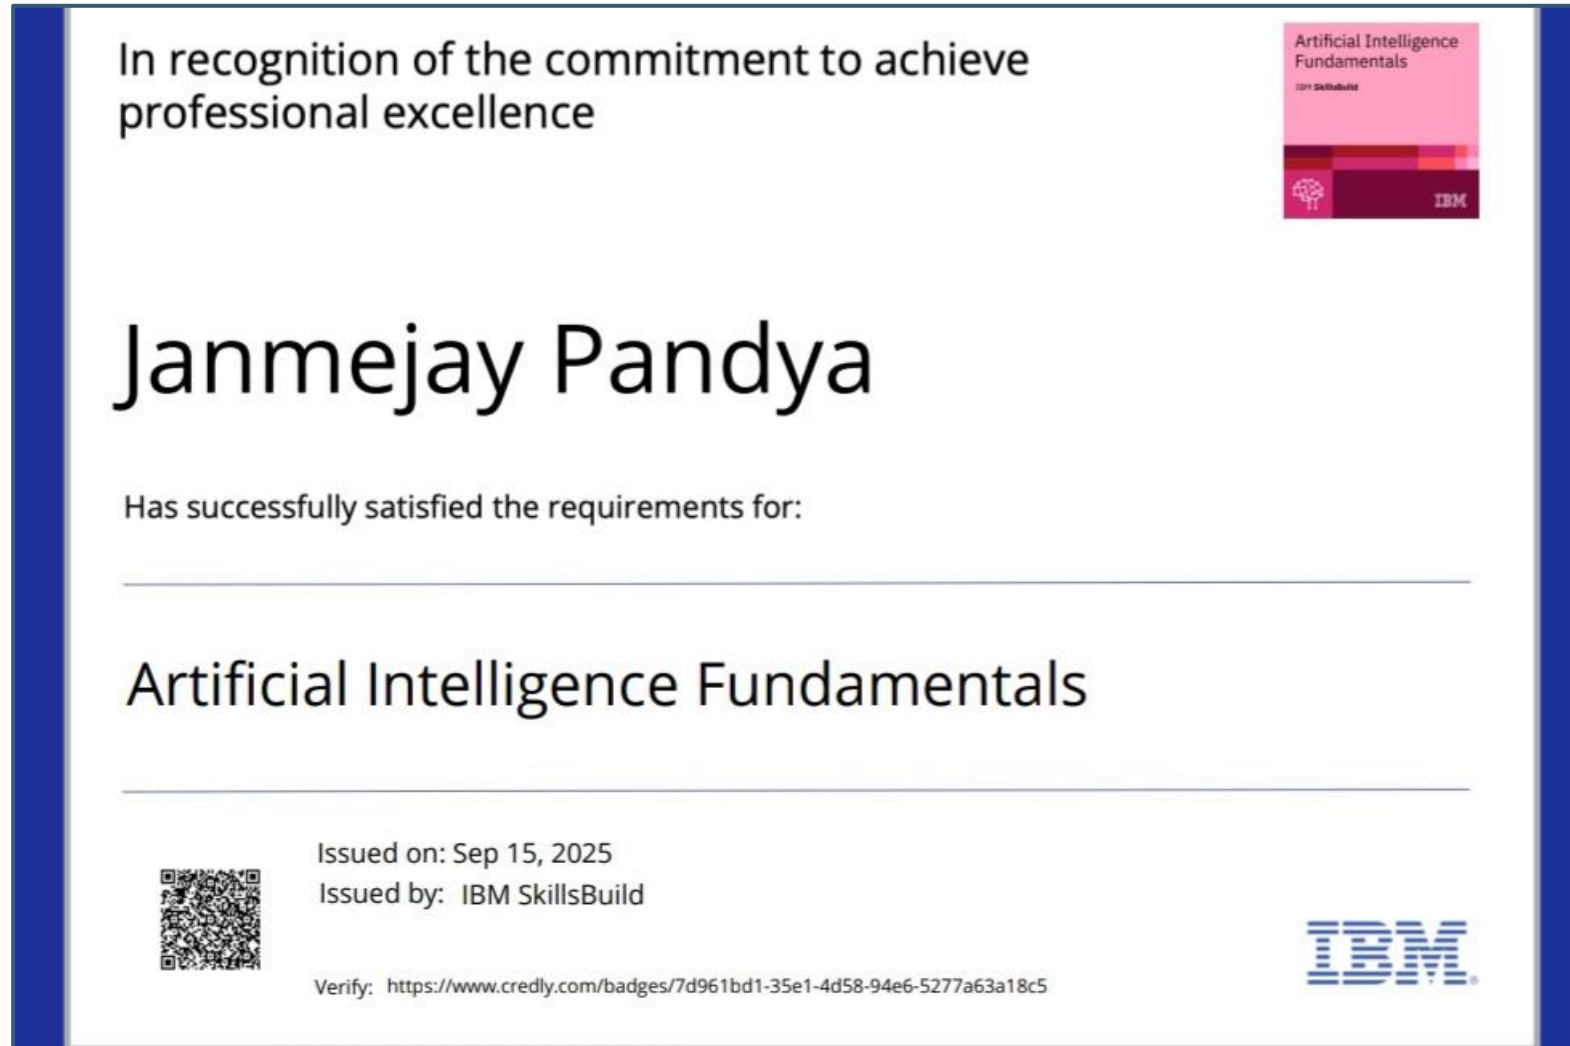 In recognition of the commitment to achieve
professional excellence
Artificial Intelligence
Fundamentals
IBM SkillsBuild
IBM
Janmejay Pandya
Has successfully satisfied the requirements for:
Artificial Intelligence Fundamentals
Issued on: Sep 15, 2025
Issued by: IBM SkillsBuild
Verify: https://www.credly.com/badges/7d961bd1-35e1-4d58-94e6-5277a63a18c5
IBM®